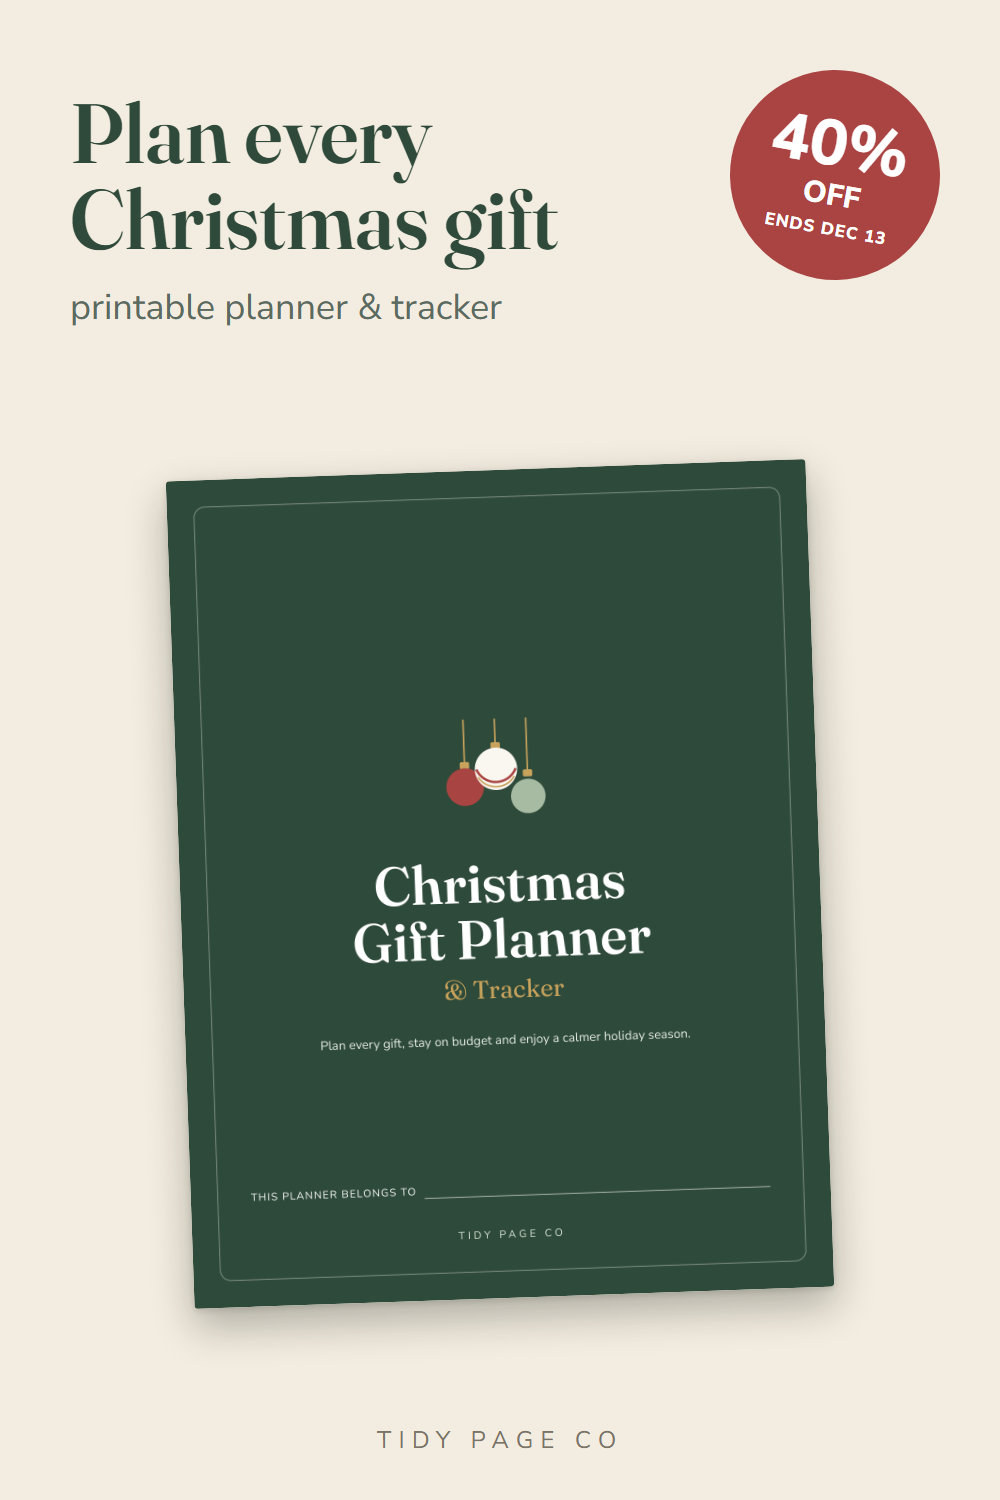 Plan every
Christmas gift
printable planner & tracker
40%
OFF
ENDS DEC 13
Christmas
Gift Planner
& Tracker
Plan every gift, stay on budget and enjoy a calmer holiday season.
THIS PLANNER BELONGS TO
TIDY PAGE CO
TIDY PAGE CO